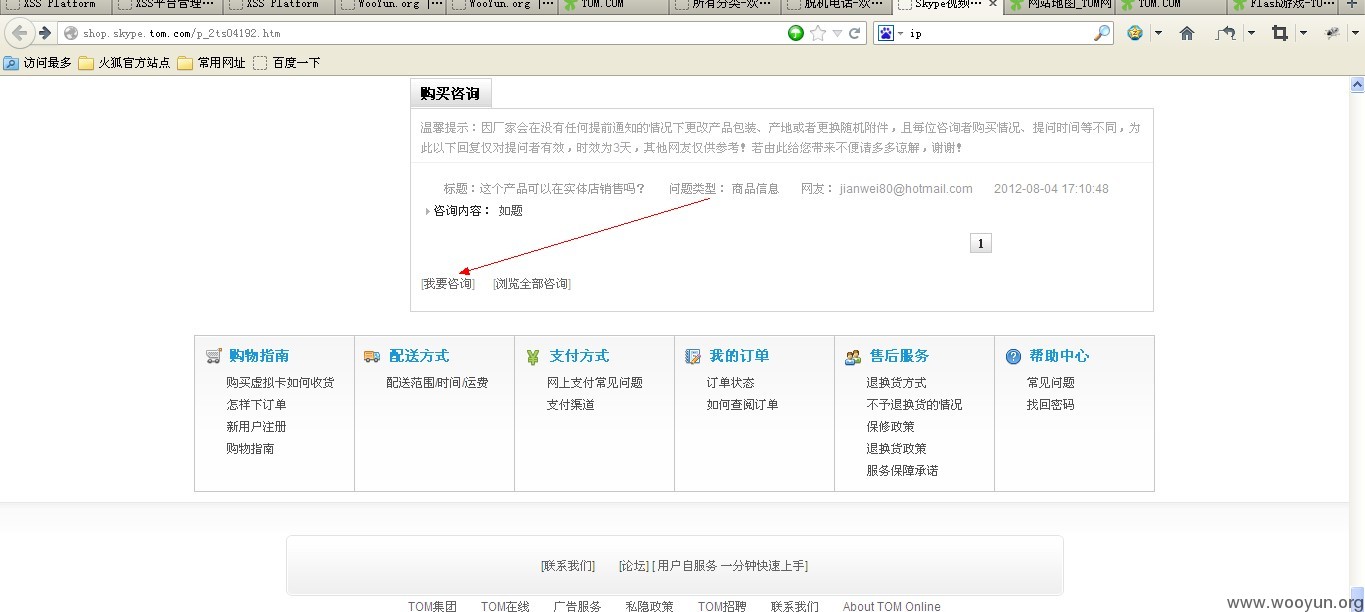 XSS Platform XSS平台管理… XSS Platform WooYun.org |… WooYun.org |… TOM.COM 所有分类-双… 脱机电话-双… Skype视频… × 网站地图_TOM网 TOM.COM Flash游戏-TO…
shop.skype.tom.com/p_2ts04192.htm ip
访问最多 火狐官方站点 常用网址 百度一下
购买咨询
温馨提示：因厂家会在没有任何提前通知的情况下更改产品包装、产地或者更换随机附件，且每位咨询者购买情况、提问时间等不同，为
此以下回复仅对提问者有效，时效为3天，其他网友仅供参考！若由此给您带来不便请多多谅解，谢谢！
标题：这个产品可以在实体店销售吗？ 问题类型： 商品信息 网友： jianwei80@hotmail.com 2012-08-04 17:10:48
咨询内容： 如题
1
[我要咨询] [浏览全部咨询]
购物指南 配送方式 支付方式 我的订单 售后服务 帮助中心
购买虚拟卡如何收货 配送范围/时间/运费 网上支付常见问题 订单状态 退换货方式 常见问题
怎样下订单 支付渠道 如何查阅订单 不予退换货的情况 找回密码
新用户注册 保修政策
购物指南 退换货政策
服务保障承诺
[联系我们] [论坛] [用户自服务 一分钟快速上手]
TOM集团 TOM在线 广告服务 私隐政策 TOM招聘 联系我们 About TOM Online
www.wooyun.org